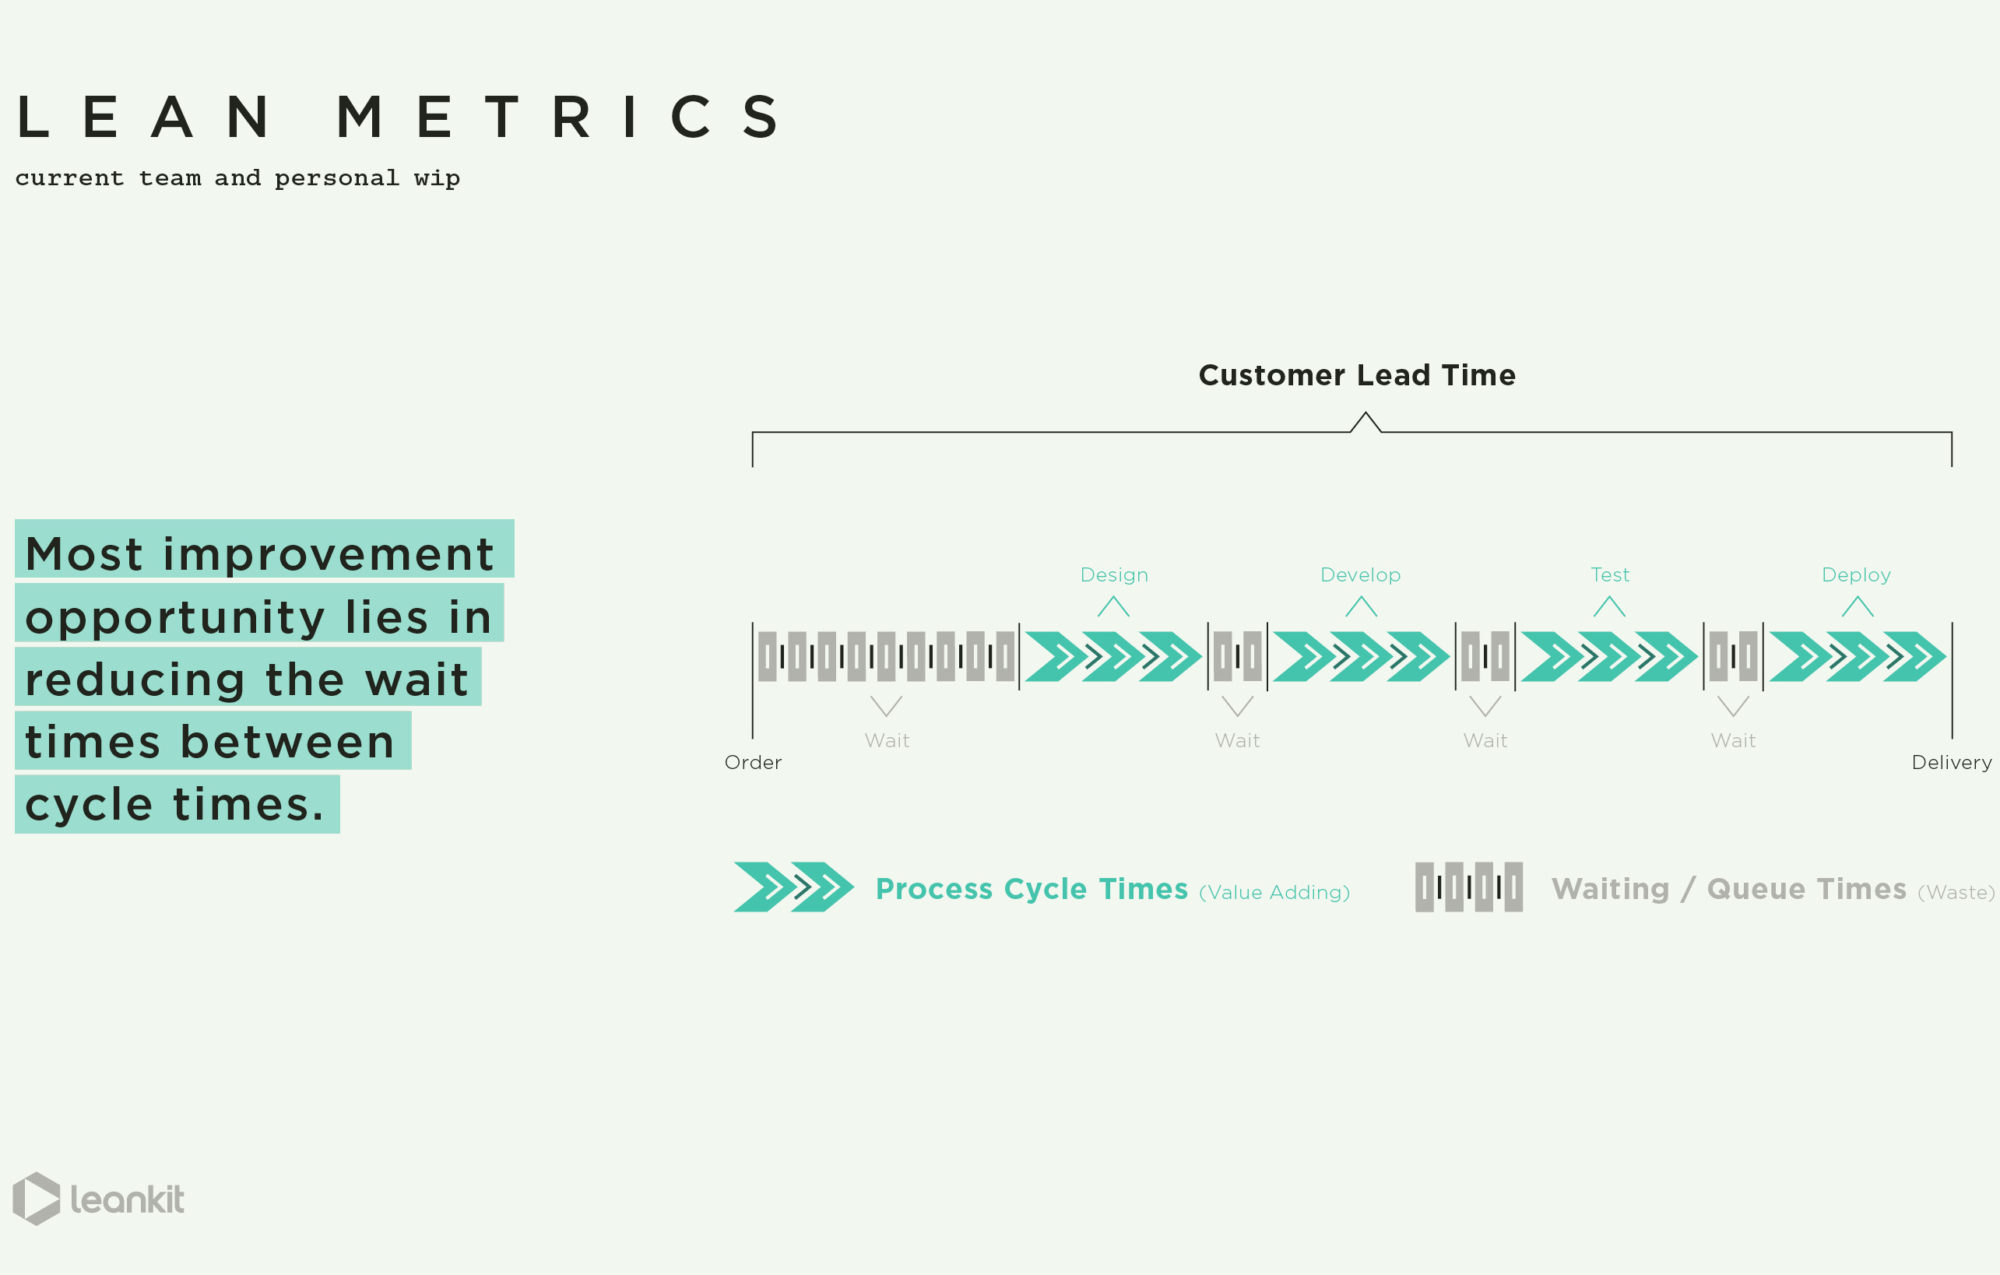 LEAN METRICS
current team and personal wip
Most improvement
opportunity lies in
reducing the wait
times between
cycle times.
Customer Lead Time
Design
Develop
Test
Deploy
Wait
Wait
Wait
Wait
Order
Delivery
Process Cycle Times (Value Adding)
Waiting / Queue Times (Waste)
leankit